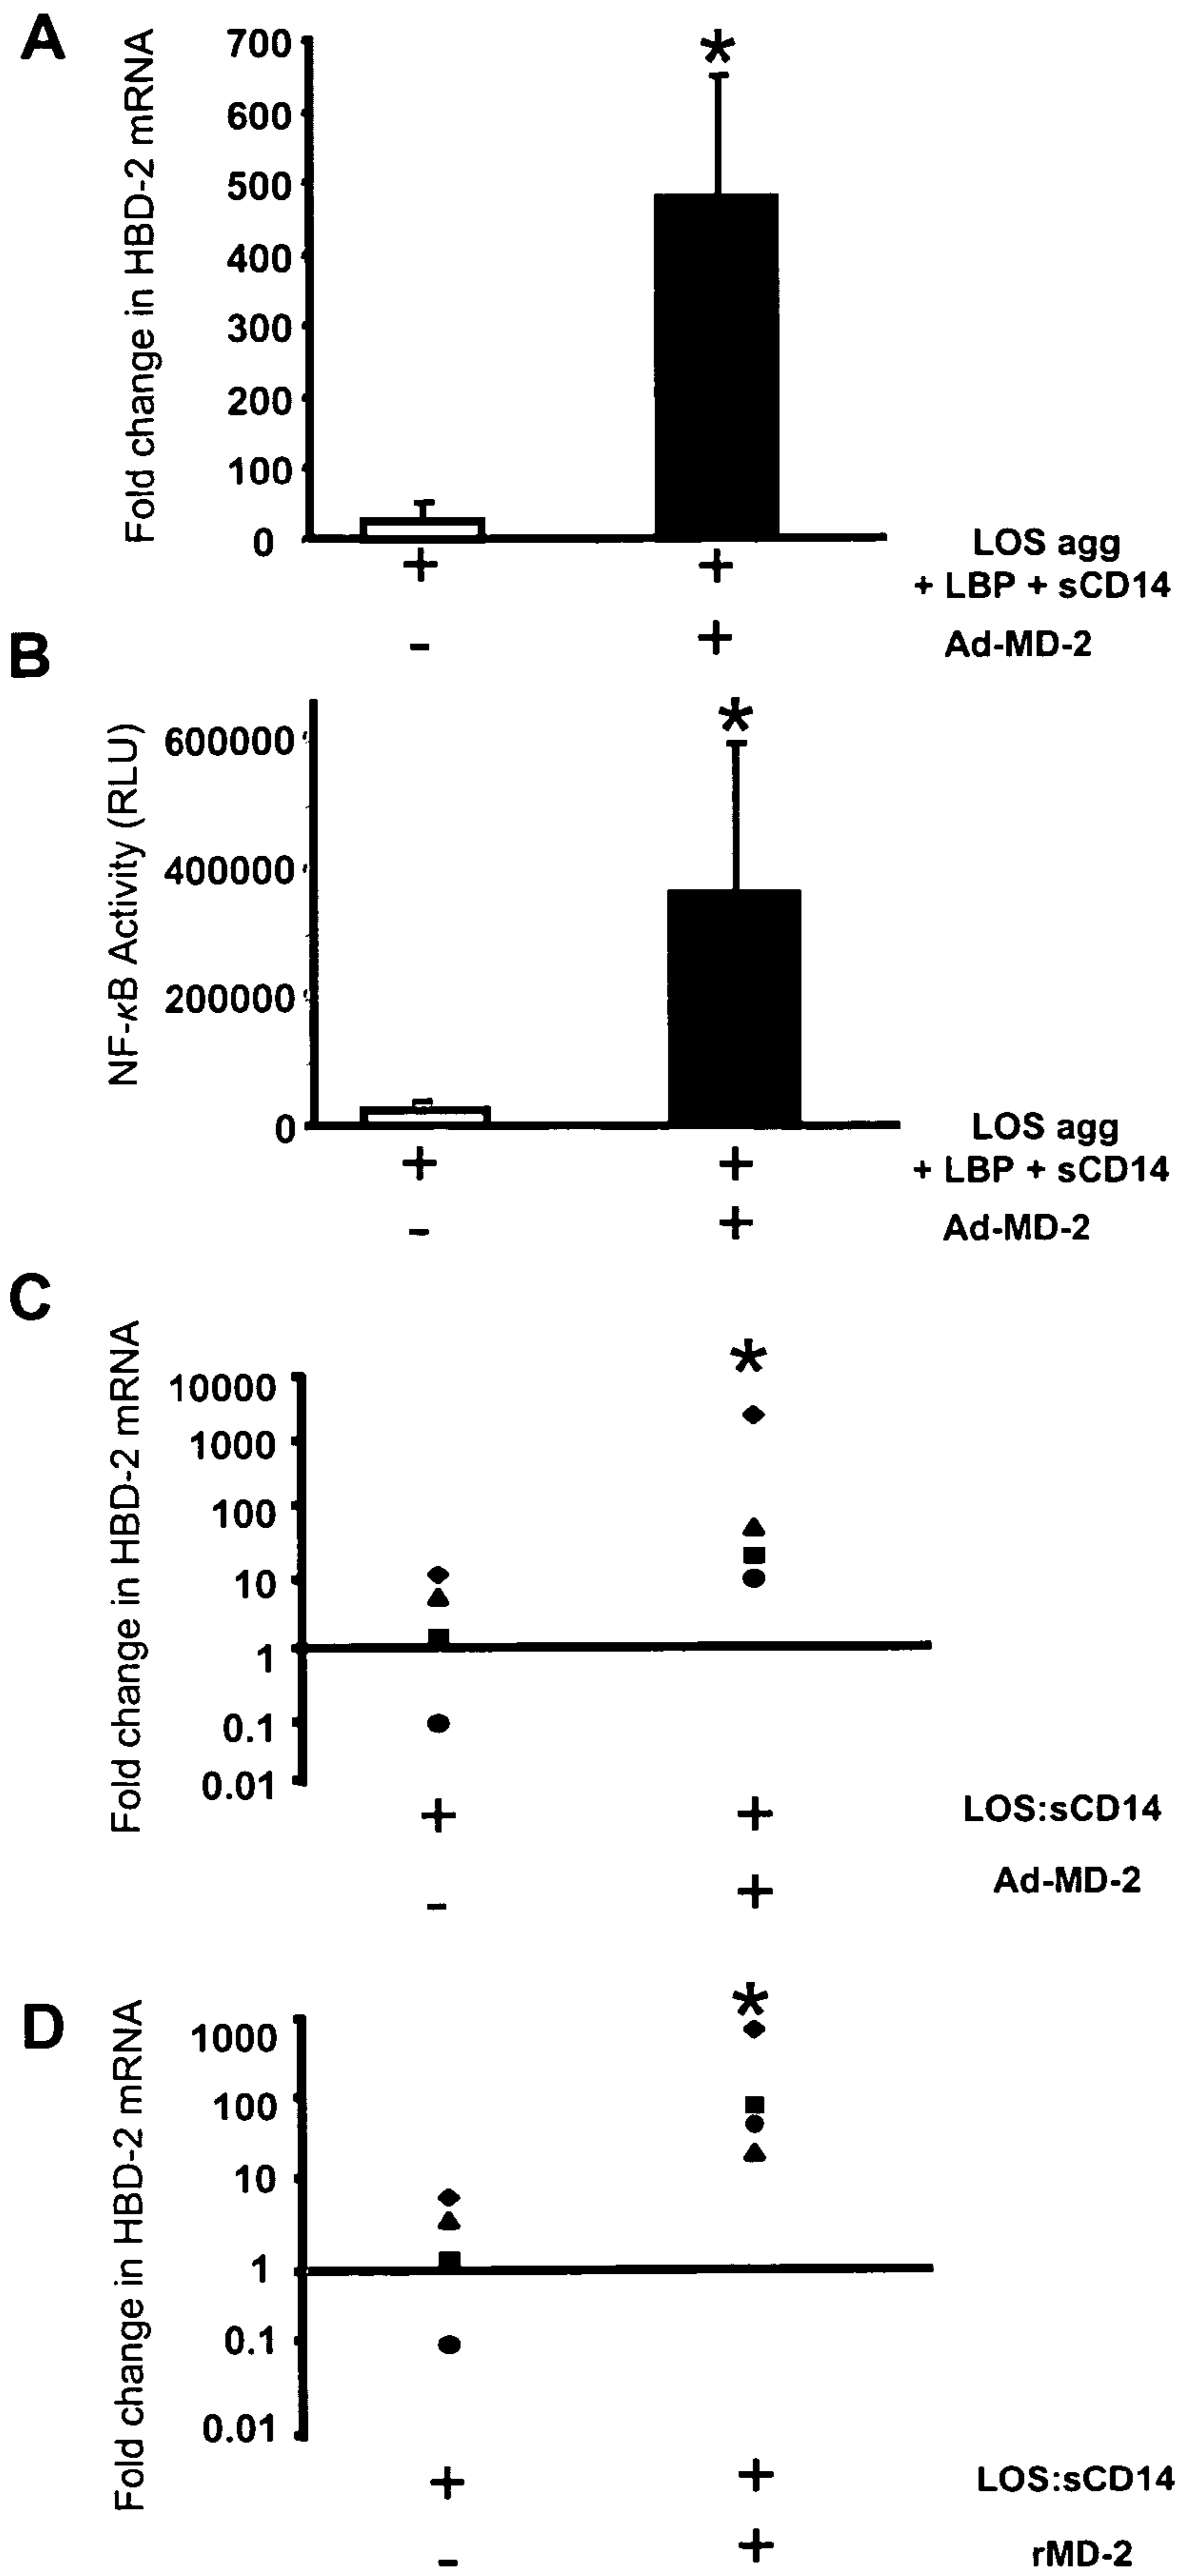 A
Fold change in HBD-2 mRNA
700
600
500
400
300
200
100
0
*
+ +
LOS agg
+ LBP + sCD14
- +
Ad-MD-2
B
NF-κB Activity (RLU)
600000
400000
200000
0
*
+ +
LOS agg
+ LBP + sCD14
- +
Ad-MD-2
C
Fold change in HBD-2 mRNA
10000
1000
100
10
1
0.1
0.01
*
+ + LOS:sCD14
- + Ad-MD-2
D
Fold change in HBD-2 mRNA
1000
100
10
1
0.1
0.01
*
+ + LOS:sCD14
- + rMD-2